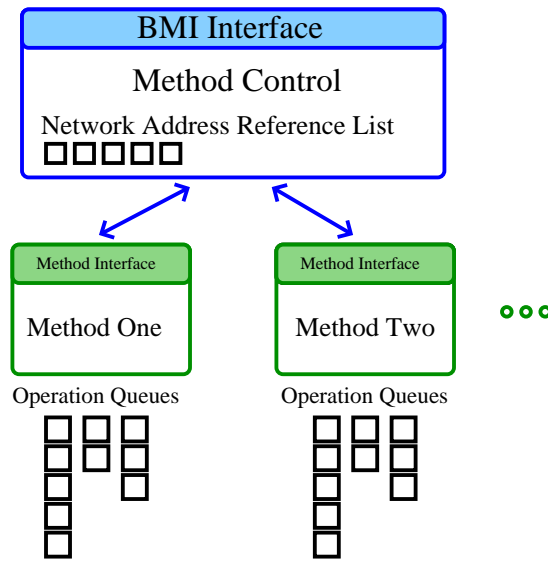 BMI Interface
Method Control
Network Address Reference List
Method Interface
Method Interface
Method One
Method Two
Operation Queues
Operation Queues